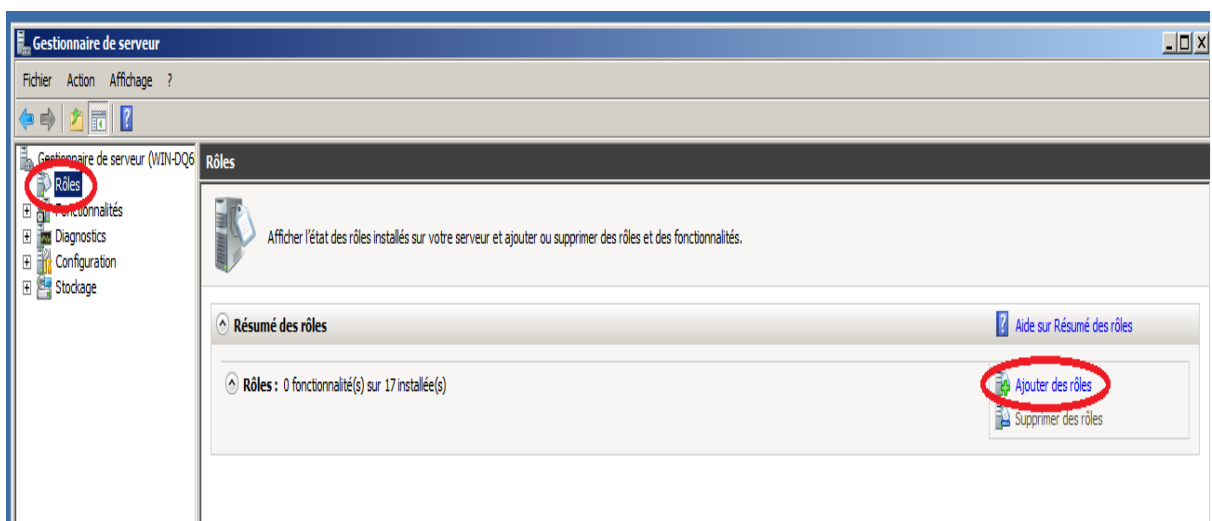 Gestionnaire de serveur
Fichier Action Affichage ?
Gestionnaire de serveur (WIN-DQ6
Rôles
Fonctionnalités
Diagnostics
Configuration
Stockage
Rôles
Afficher l'état des rôles installés sur votre serveur et ajouter ou supprimer des rôles et des fonctionnalités.
Résumé des rôles
Aide sur Résumé des rôles
Rôles : 0 fonctionnalité(s) sur 17 installée(s)
Ajouter des rôles
Supprimer des rôles